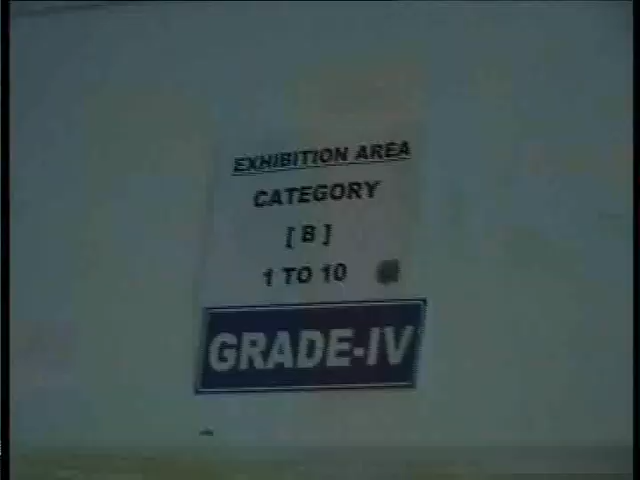 EXHIBITION AREA
CATEGORY
[ B ]
1 TO 10
GRADE-IV